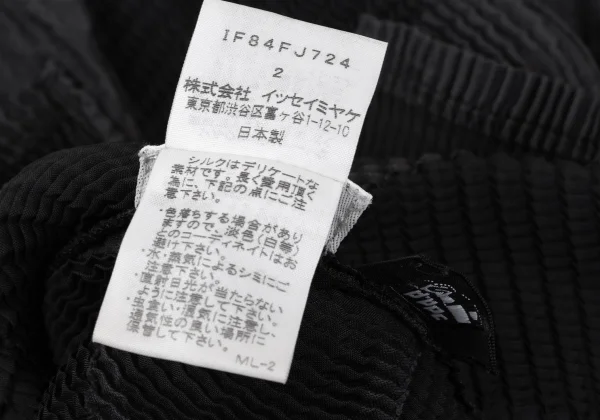 IF84FJ724
2
株式会社 イッセイミヤケ
東京都渋谷区富ヶ谷1-12-10
日本製
シルクはデリケートな
素材です。長く愛用頂く
為に、下記の点にご注
意下さい。
・色落ちする場合があり
ますので、淡色(白等)
とのコーディネイトはお
避け下さい。
・水・蒸気によるシミにご
注意下さい。
・直射日光が当たらない
ように注意して下さい。
・虫食い、湿気に注意し、
通気性の良い場所に
保管して下さい。
ML-2